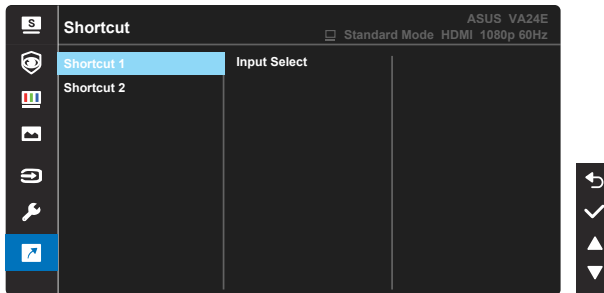 S
Shortcut
ASUS VA24E
Standard Mode HDMI 1080p 60Hz
Shortcut 1
Input Select
Shortcut 2